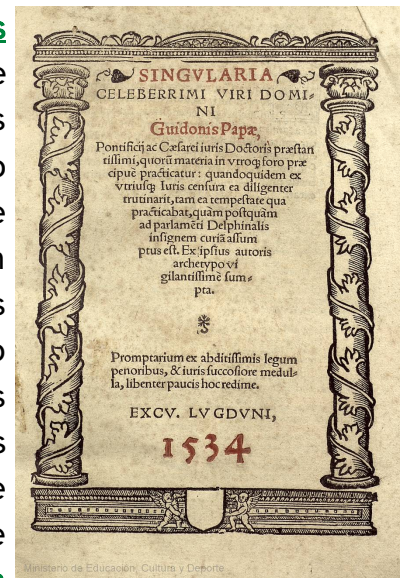 SINGVLARIA
CELEBERRIMI VIRI DOMI-
NI
Guidonis Papæ,
Pontificij ac Cæsarei iuris Doctoris præstan
tissimi, quorū materia in vtroq; foro præ
cipuè practicatur: quandoquidem ex
vtriusq; Iuris censura ea diligenter
trutinarit, tam ea tempestate qua
practicabat, quàm postquàm
ad parlamēti Delphinalis
insignem curiā assum
ptus est. Ex ipsius autoris
archetypo vi
gilantissimè sum-
pta.
Promptarium ex abditissimis legum
penoribus, & iuris succosiore medul-
la, libenter paucis hoc redime.
EXCV. LVGDVNI,
1534
Ministerio de Educación, Cultura y Deporte